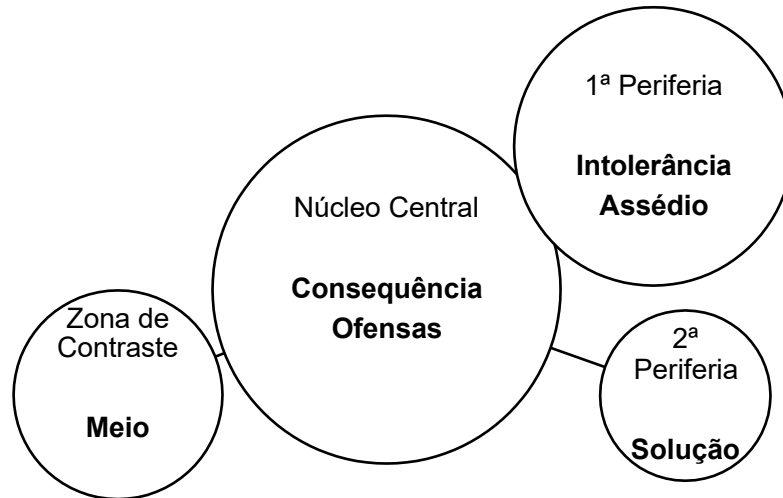 1ª Periferia
Intolerância
Assédio
Núcleo Central
Consequência
Ofensas
Zona de
Contraste
Meio
2ª
Periferia
Solução